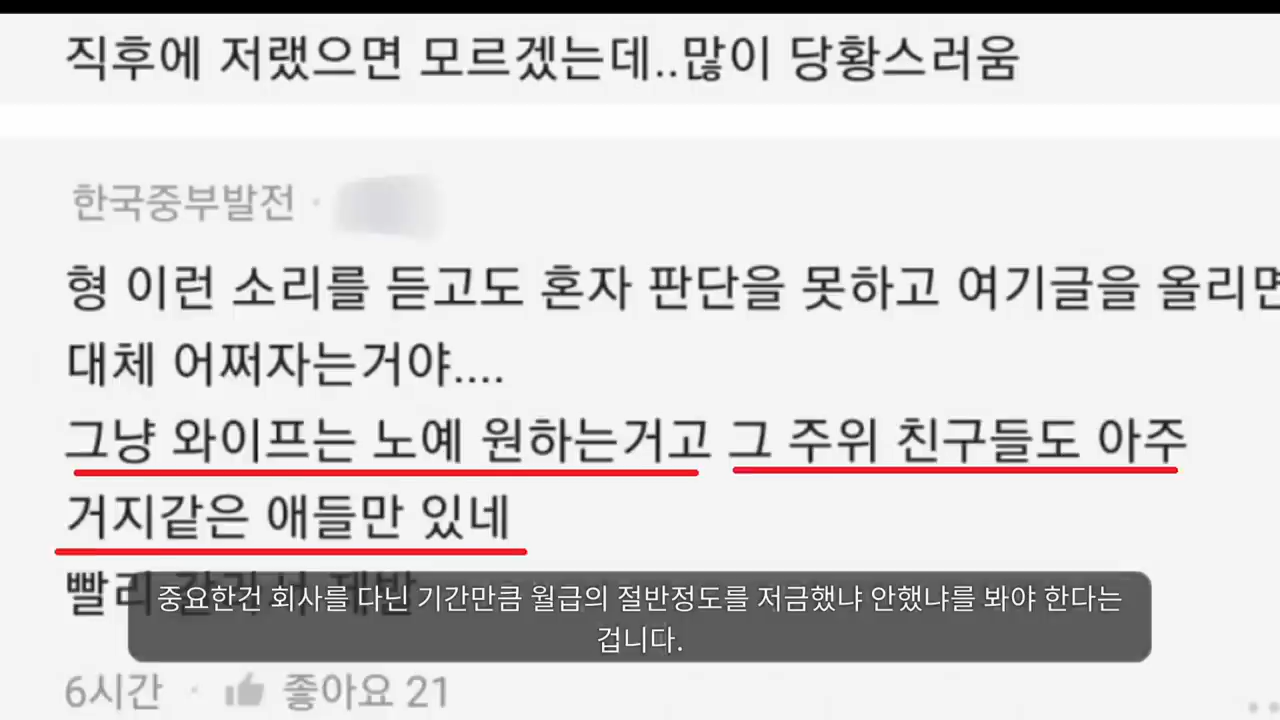 직후에 저랬으면 모르겠는데..많이 당황스러움
한국중부발전 ·
형 이런 소리를 듣고도 혼자 판단을 못하고 여기글을 올리면
대체 어쩌자는거야....
그냥 와이프는 노예 원하는거고 그 주위 친구들도 아주
거지같은 애들만 있네
빨리
중요한건 회사를 다닌 기간만큼 월급의 절반정도를 저금했냐 안했냐를 봐야 한다는
겁니다.
6시간 · 좋아요 21